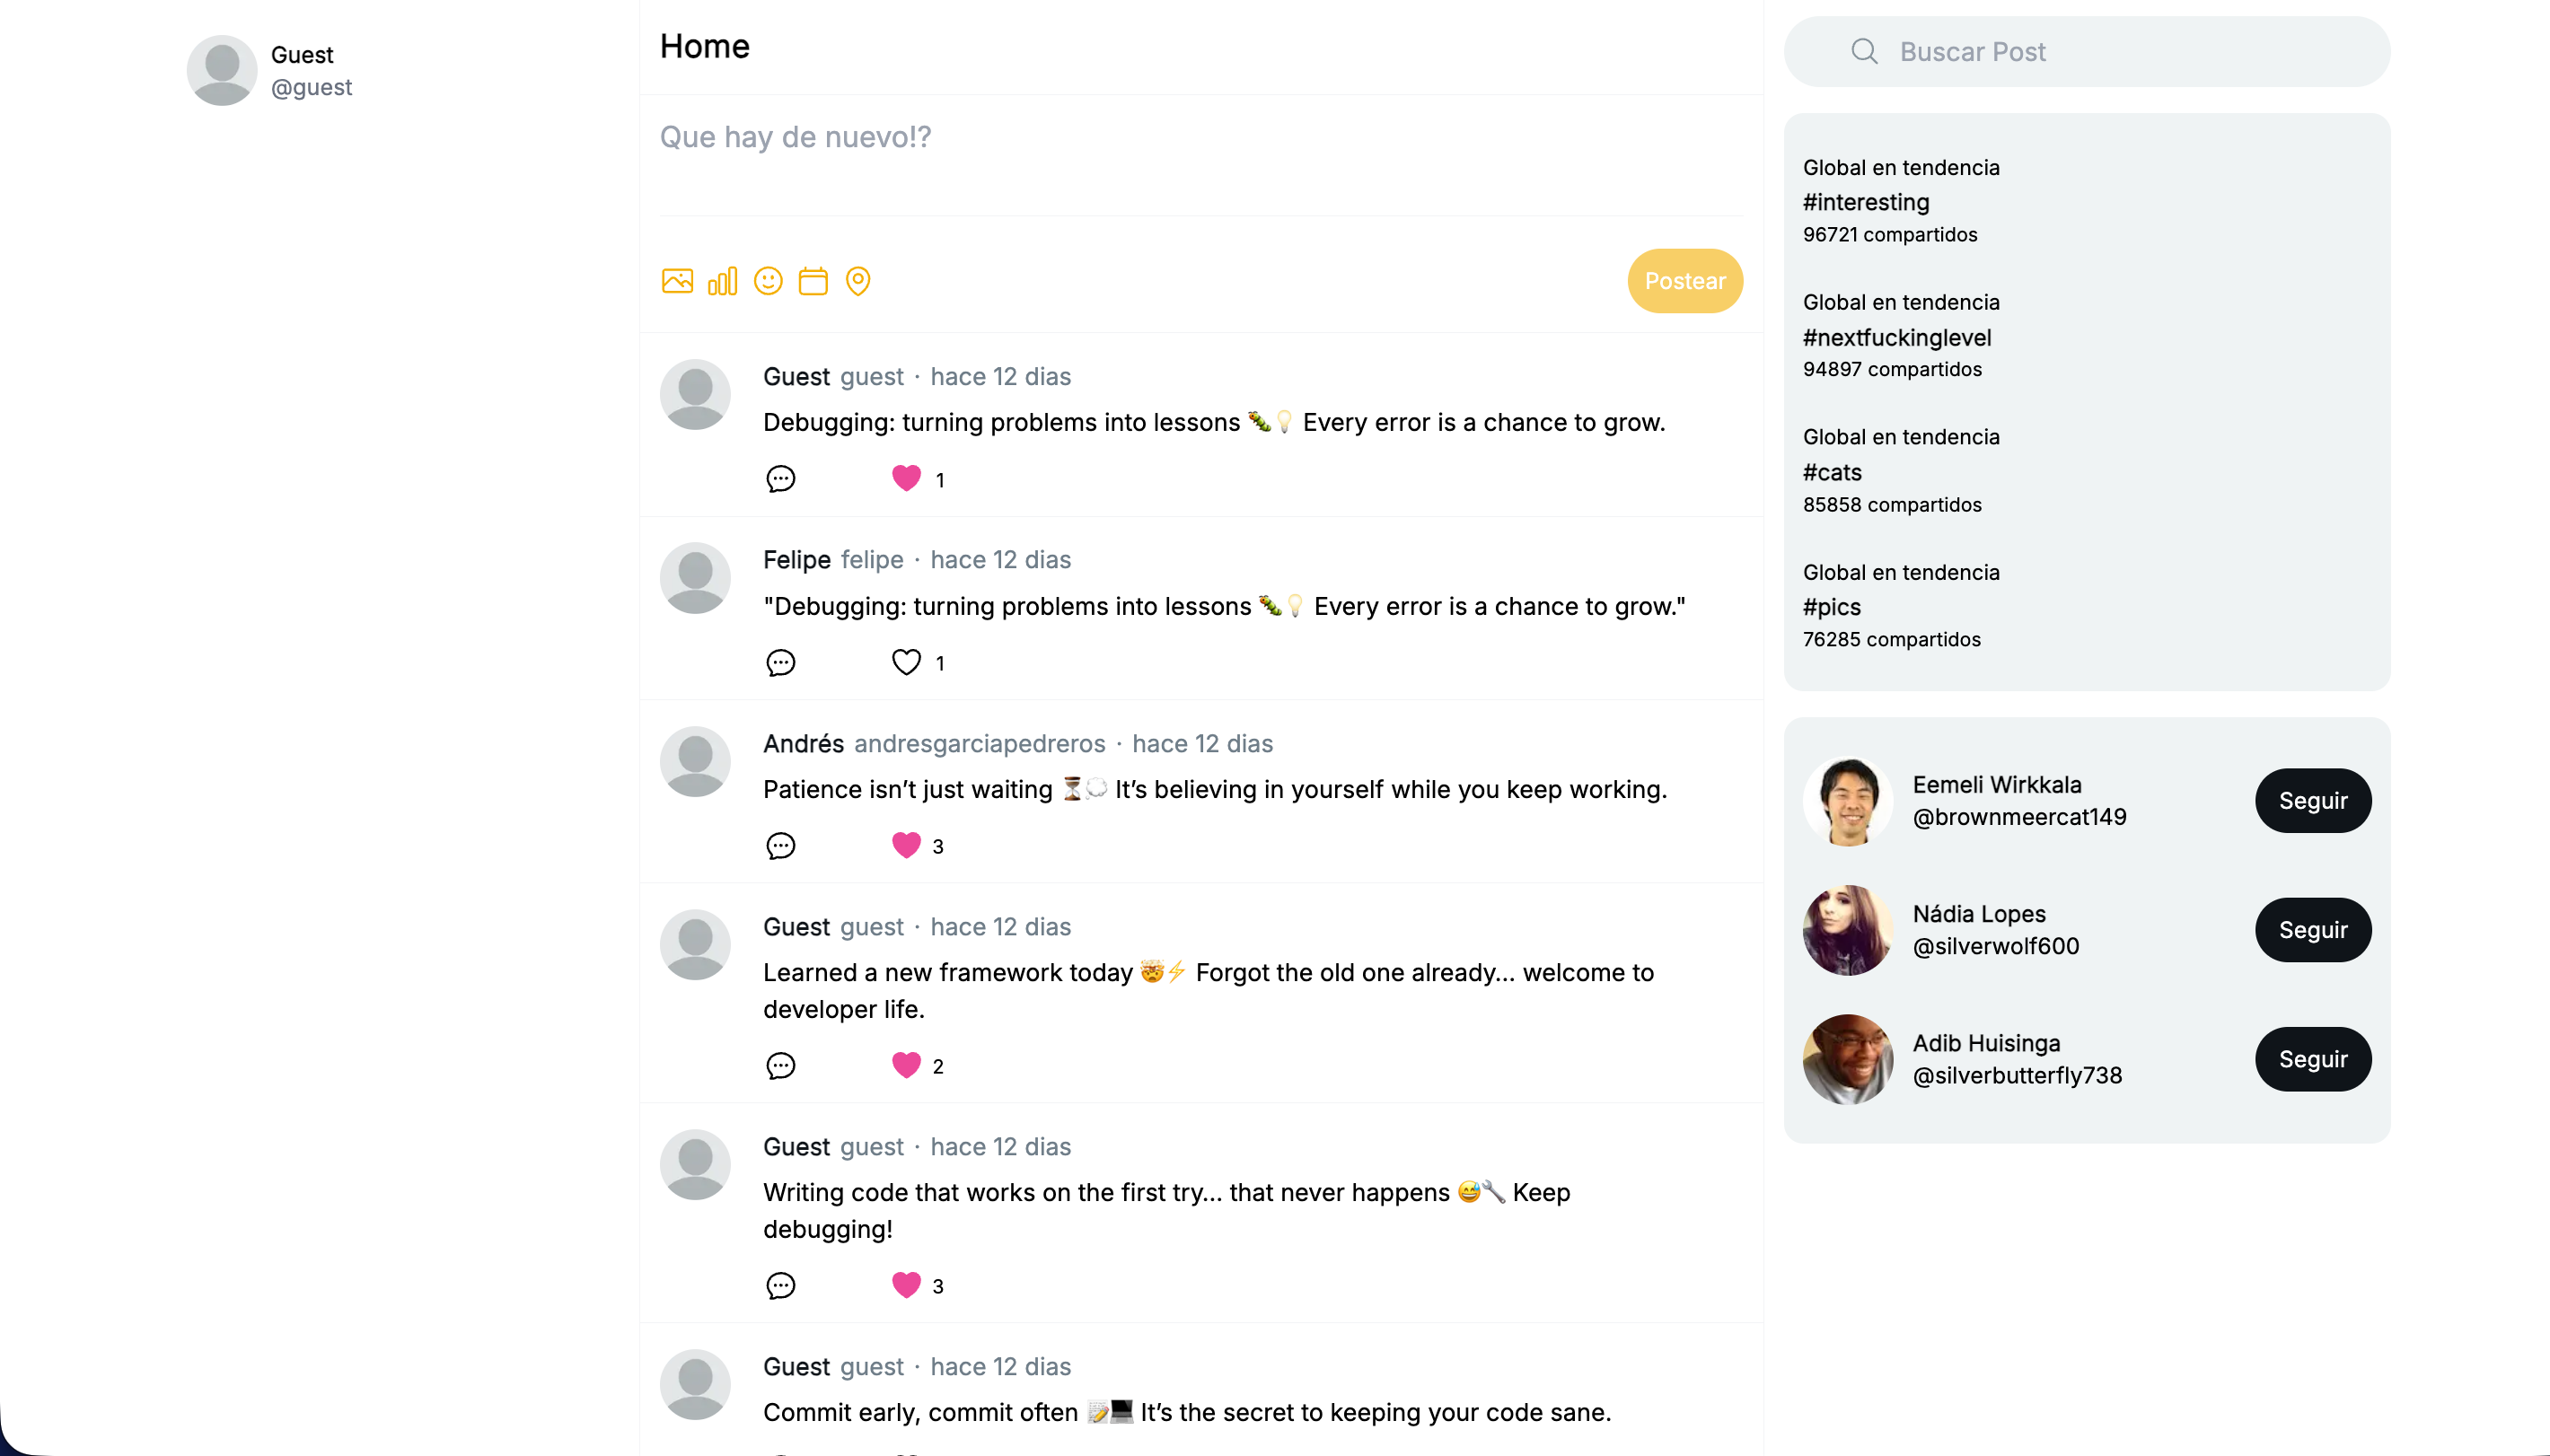 Guest
@guest
Home
Que hay de nuevo!?
Postear
Guest guest · hace 12 dias
Debugging: turning problems into lessons 🐛💡 Every error is a chance to grow.
1
Felipe felipe · hace 12 dias
"Debugging: turning problems into lessons 🐛💡 Every error is a chance to grow."
1
Andrés andresgarciapedreros · hace 12 dias
Patience isn’t just waiting ⏳💭 It’s believing in yourself while you keep working.
3
Guest guest · hace 12 dias
Learned a new framework today 🤯⚡ Forgot the old one already… welcome to
developer life.
2
Guest guest · hace 12 dias
Writing code that works on the first try… that never happens 😅🔧 Keep
debugging!
3
Guest guest · hace 12 dias
Commit early, commit often 📝💻 It’s the secret to keeping your code sane.
Buscar Post
Global en tendencia
#interesting
96721 compartidos
Global en tendencia
#nextfuckinglevel
94897 compartidos
Global en tendencia
#cats
85858 compartidos
Global en tendencia
#pics
76285 compartidos
Eemeli Wirkkala
@brownmeercat149
Seguir
Nádia Lopes
@silverwolf600
Seguir
Adib Huisinga
@silverbutterfly738
Seguir